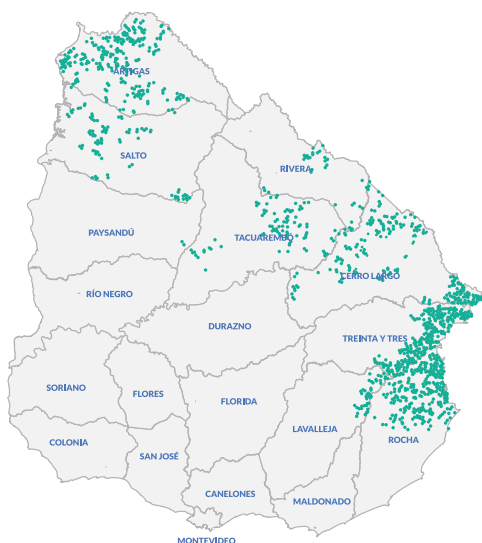 ARTIGAS
SALTO
RIVERA
PAYSANDÚ
TACUAREMBÓ
CERRO LARGO
RÍO NEGRO
DURAZNO
TREINTA Y TRES
SORIANO
FLORES
FLORIDA
LAVALLEJA
COLONIA
SAN JOSÉ
ROCHA
CANELONES
MALDONADO
MONTEVIDEO